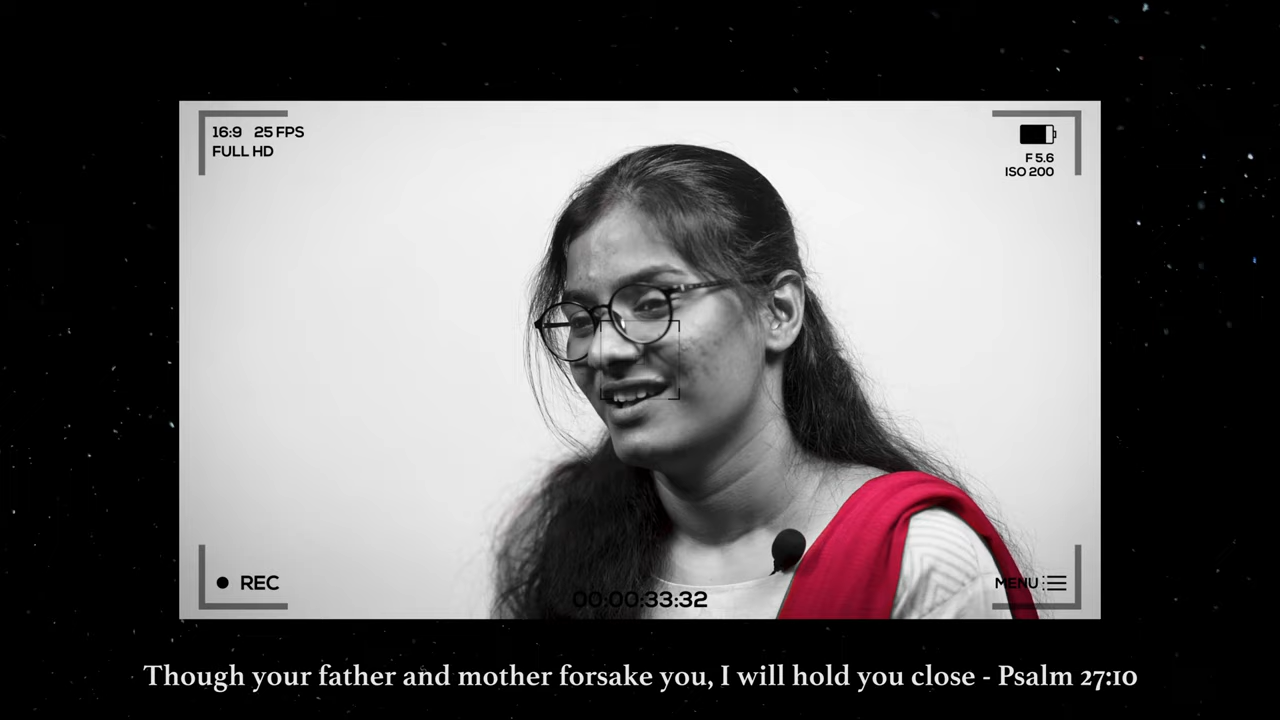 16:9 25 FPS
FULL HD
F 5.6
ISO 200
REC
00:00:33:32
MENU
Though your father and mother forsake you, I will hold you close - Psalm 27:10